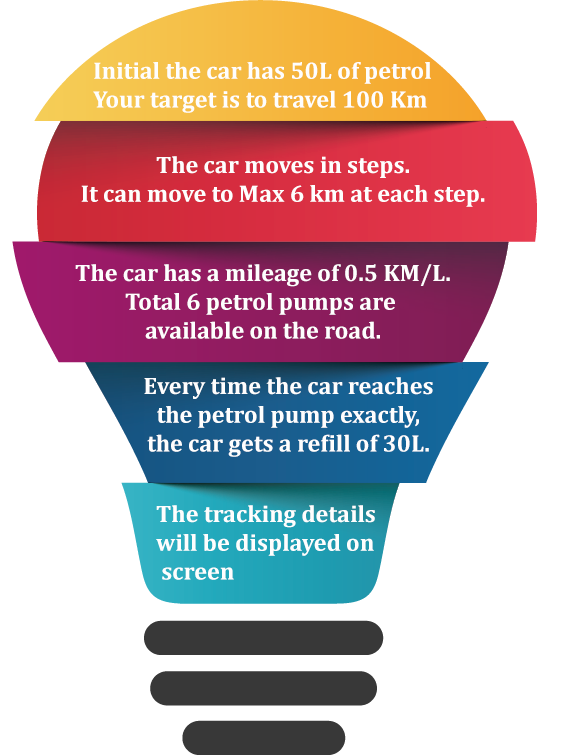 Initial the car has 50L of petrol
Your target is to travel 100 Km
The car moves in steps.
It can move to Max 6 km at each step.
The car has a mileage of 0.5 KM/L.
Total 6 petrol pumps are
available on the road.
Every time the car reaches
the petrol pump exactly,
the car gets a refill of 30L.
The tracking details
will be displayed on
screen